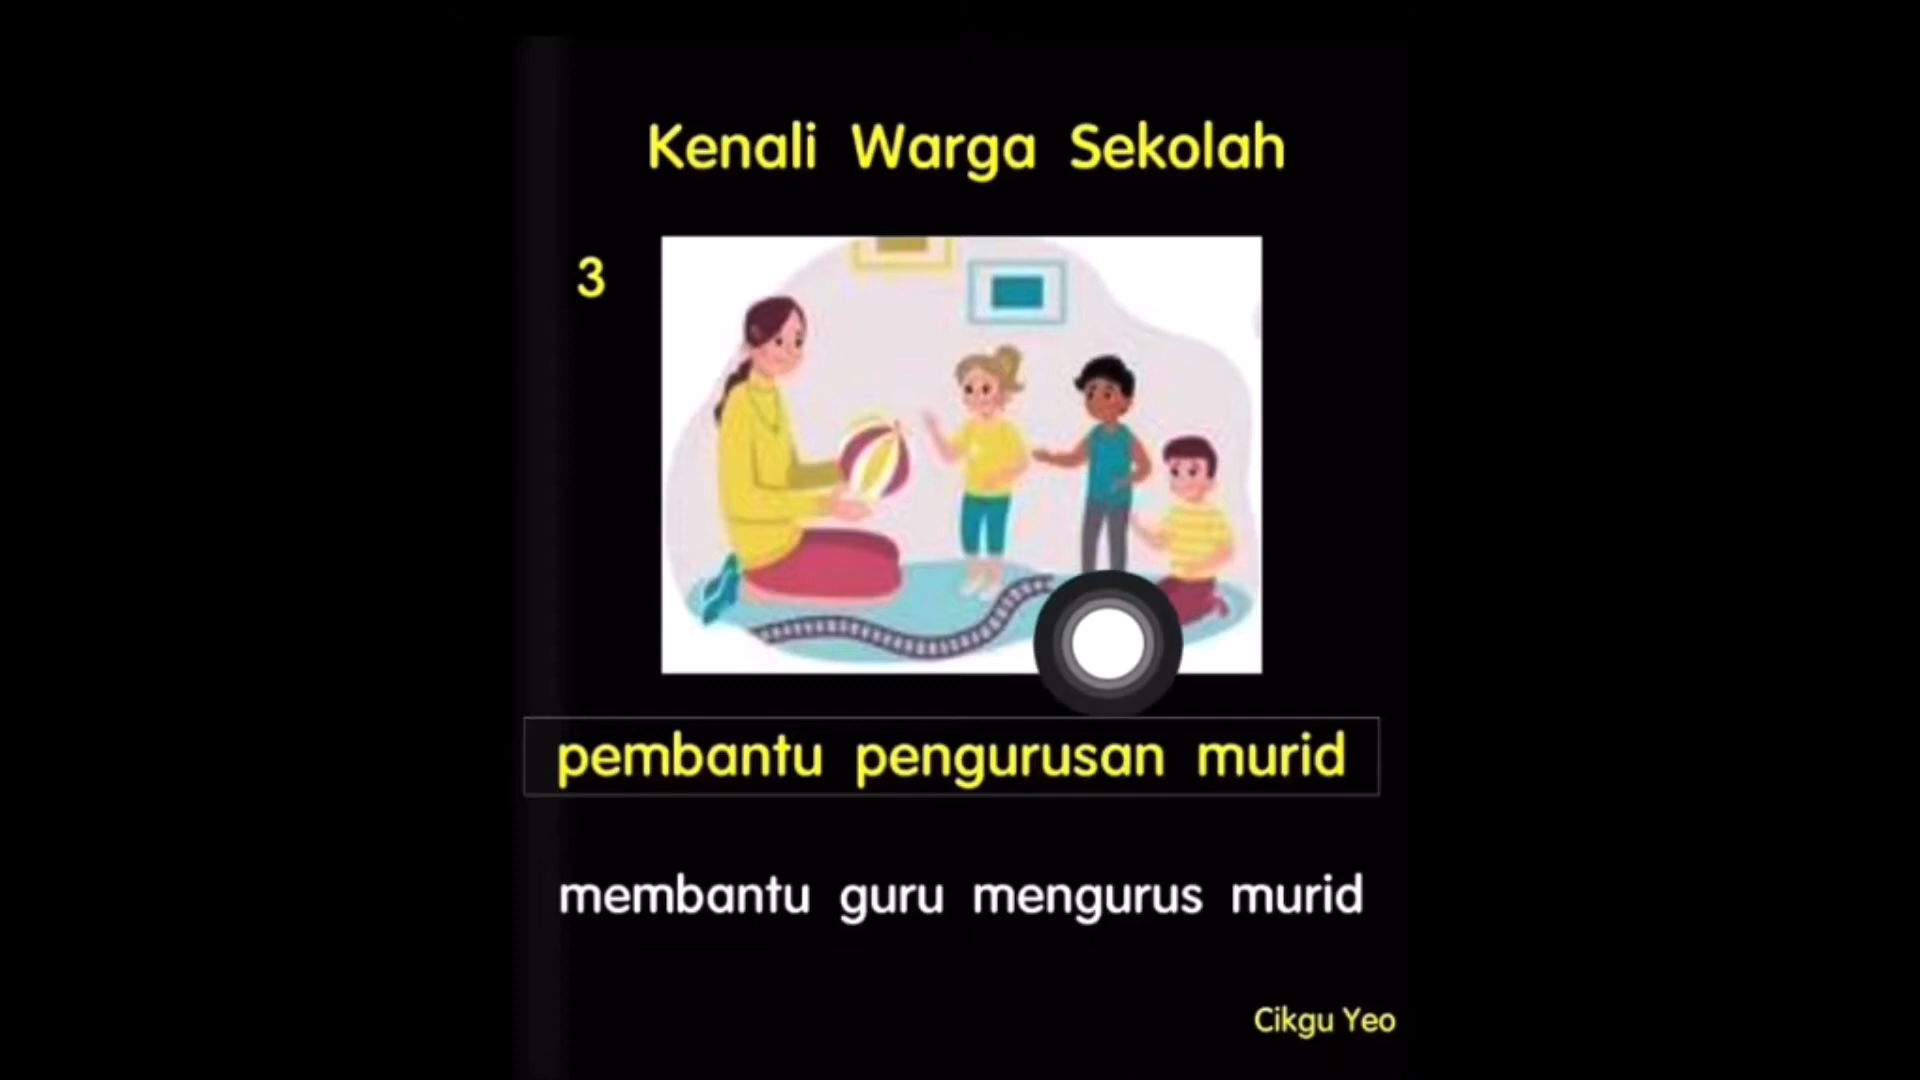 Kenali Warga Sekolah
3
pembantu pengurusan murid
membantu guru mengurus murid
Cikgu Yeo